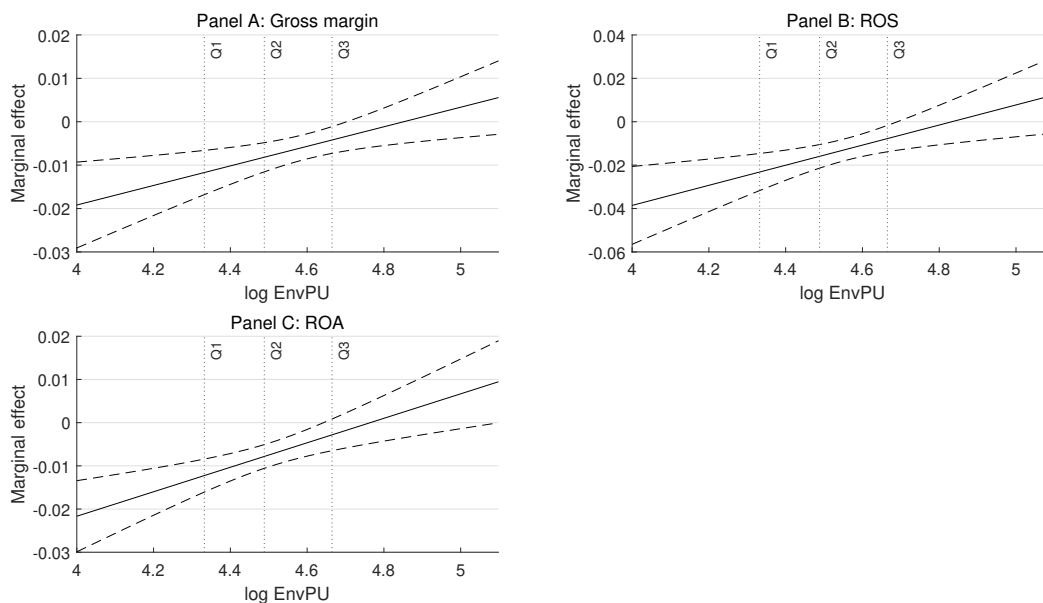 Panel A: Gross margin
0.02
0.01
0
-0.01
-0.02
-0.03
Marginal effect
Q1
Q2
Q3
4
4.2
4.4
4.6
4.8
5
log EnvPU
Panel B: ROS
0.04
0.02
0
-0.02
-0.04
-0.06
Marginal effect
Q1
Q2
Q3
4
4.2
4.4
4.6
4.8
5
log EnvPU
Panel C: ROA
0.02
0.01
0
-0.01
-0.02
-0.03
Marginal effect
Q1
Q2
Q3
4
4.2
4.4
4.6
4.8
5
log EnvPU